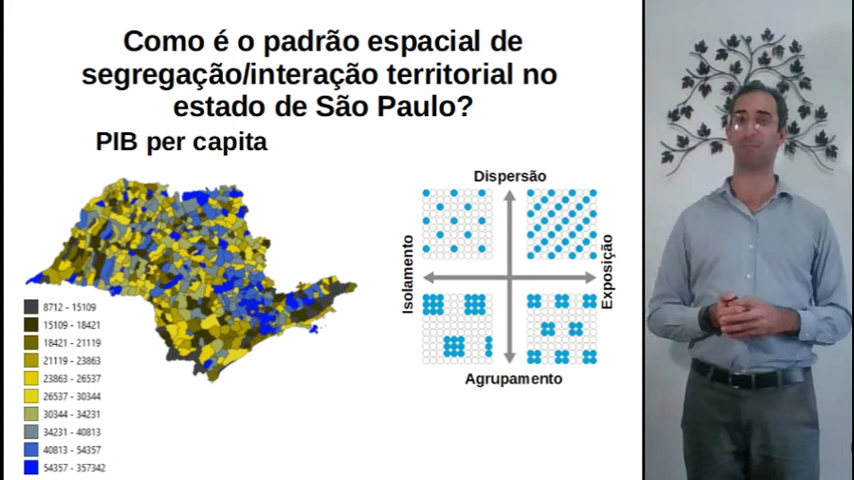 Como é o padrão espacial de
segregação/interação territorial no
estado de São Paulo?
PIB per capita
8712 - 15109
15109 - 18421
18421 - 21119
21119 - 23863
23863 - 26537
26537 - 30344
30344 - 34231
34231 - 40813
40813 - 54357
54357 - 357342
Dispersão
Isolamento
Exposição
Agrupamento